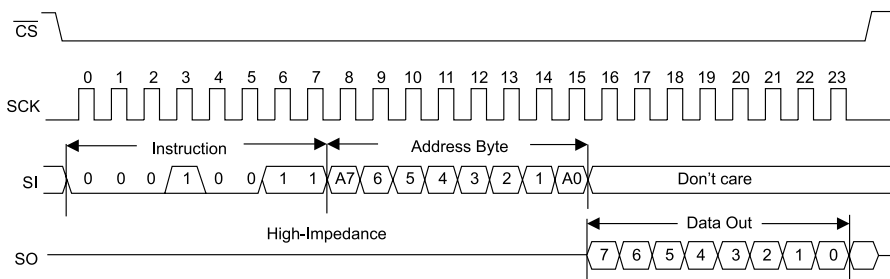 CS
0 1 2 3 4 5 6 7 8 9 10 11 12 13 14 15 16 17 18 19 20 21 22 23
SCK
Instruction Address Byte
SI 0 0 0 1 0 0 1 1 A7 6 5 4 3 2 1 A0 Don't care
High-Impedance Data Out
SO 7 6 5 4 3 2 1 0